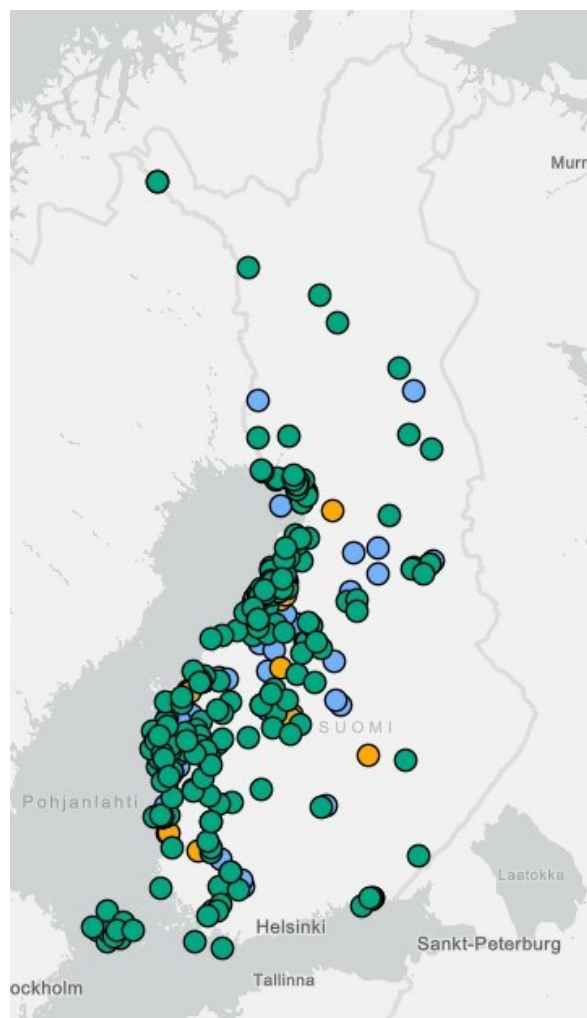 Murr
SUOMI
Pohjanlahti
Laatokka
Helsinki
Sankt-Peterburg
Tallinna
ockholm